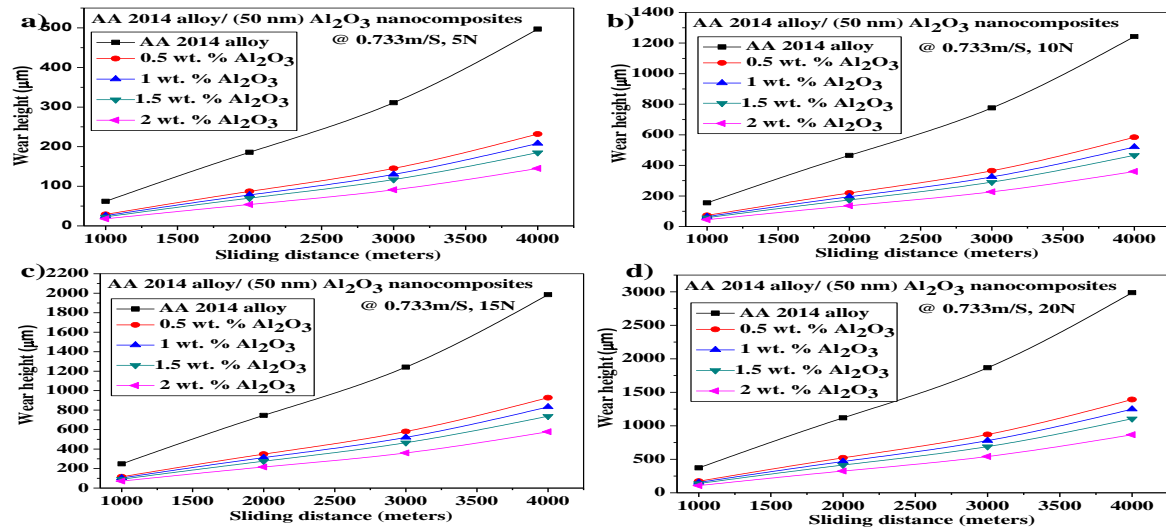 a)
AA 2014 alloy/ (50 nm) Al₂O₃ nanocomposites
@ 0.733m/S, 5N
AA 2014 alloy
0.5 wt. % Al₂O₃
1 wt. % Al₂O₃
1.5 wt. % Al₂O₃
2 wt. % Al₂O₃
Wear height (μm)
500
400
300
200
100
0
1000 1500 2000 2500 3000 3500 4000
Sliding distance (meters)
b)
AA 2014 alloy/ (50 nm) Al₂O₃ nanocomposites
@ 0.733m/S, 10N
AA 2014 alloy
0.5 wt. % Al₂O₃
1 wt. % Al₂O₃
1.5 wt. % Al₂O₃
2 wt. % Al₂O₃
Wear height (μm)
1400
1200
1000
800
600
400
200
0
1000 1500 2000 2500 3000 3500 4000
Sliding distance (meters)
c)
AA 2014 alloy/ (50 nm) Al₂O₃ nanocomposites
@ 0.733m/S, 15N
AA 2014 alloy
0.5 wt. % Al₂O₃
1 wt. % Al₂O₃
1.5 wt. % Al₂O₃
2 wt. % Al₂O₃
Wear height (μm)
2200
2000
1800
1600
1400
1200
1000
800
600
400
200
0
1000 1500 2000 2500 3000 3500 4000
Sliding distance (meters)
d)
AA 2014 alloy/ (50 nm) Al₂O₃ nanocomposites
@ 0.733m/S, 20N
AA 2014 alloy
0.5 wt. % Al₂O₃
1 wt. % Al₂O₃
1.5 wt. % Al₂O₃
2 wt. % Al₂O₃
Wear height (μm)
3000
2500
2000
1500
1000
500
0
1000 1500 2000 2500 3000 3500 4000
Sliding distance (meters)